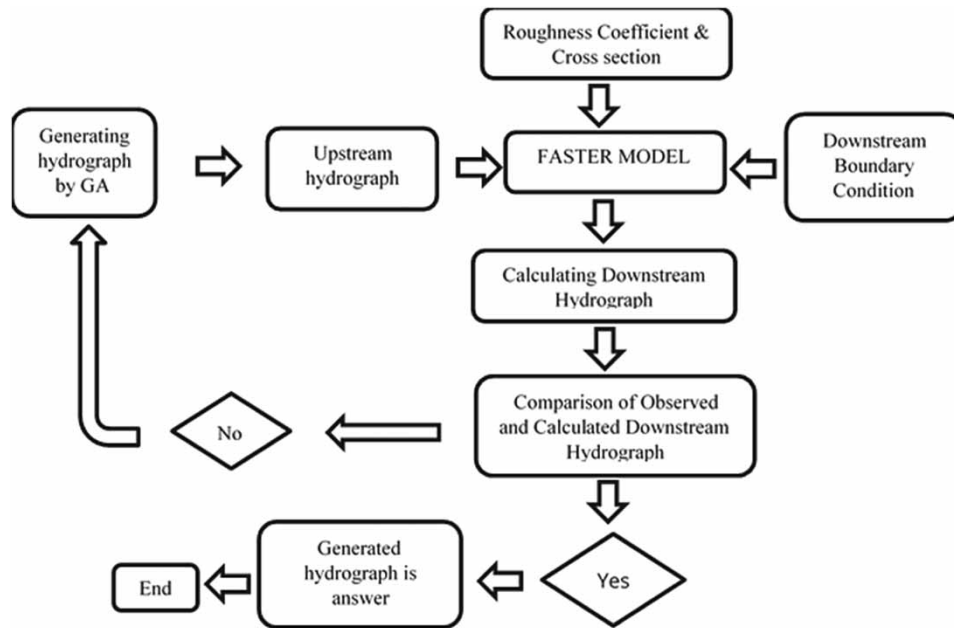 Roughness Coefficient &
Cross section
Generating
hydrograph
by GA
Upstream
hydrograph
FASTER MODEL
Downstream
Boundary
Condition
Calculating Downstream
Hydrograph
Comparison of Observed
and Calculated Downstream
Hydrograph
No
Yes
Generated
hydrograph is
answer
End